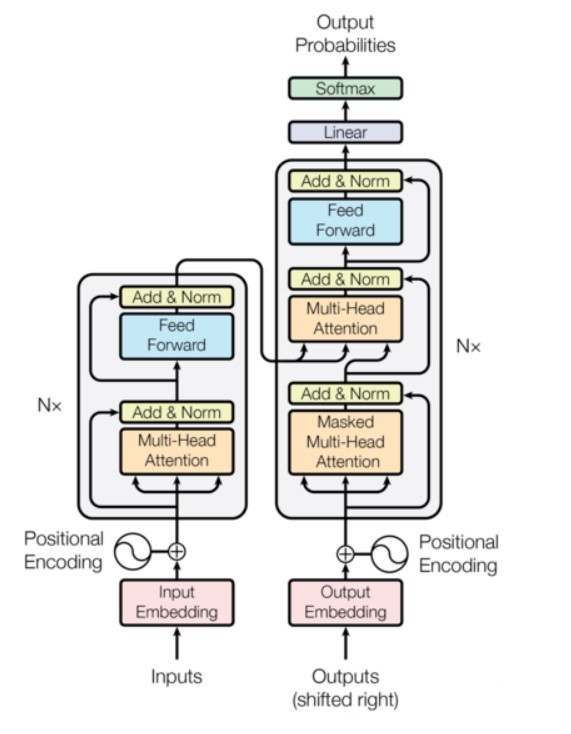 Output
Probabilities
Softmax
Linear
Add & Norm
Feed
Forward
Add & Norm
Multi-Head
Attention
Add & Norm
Masked
Multi-Head
Attention
Nx
Add & Norm
Feed
Forward
Add & Norm
Multi-Head
Attention
N×
Positional
Encoding
Input
Embedding
Inputs
Positional
Encoding
Output
Embedding
Outputs
(shifted right)